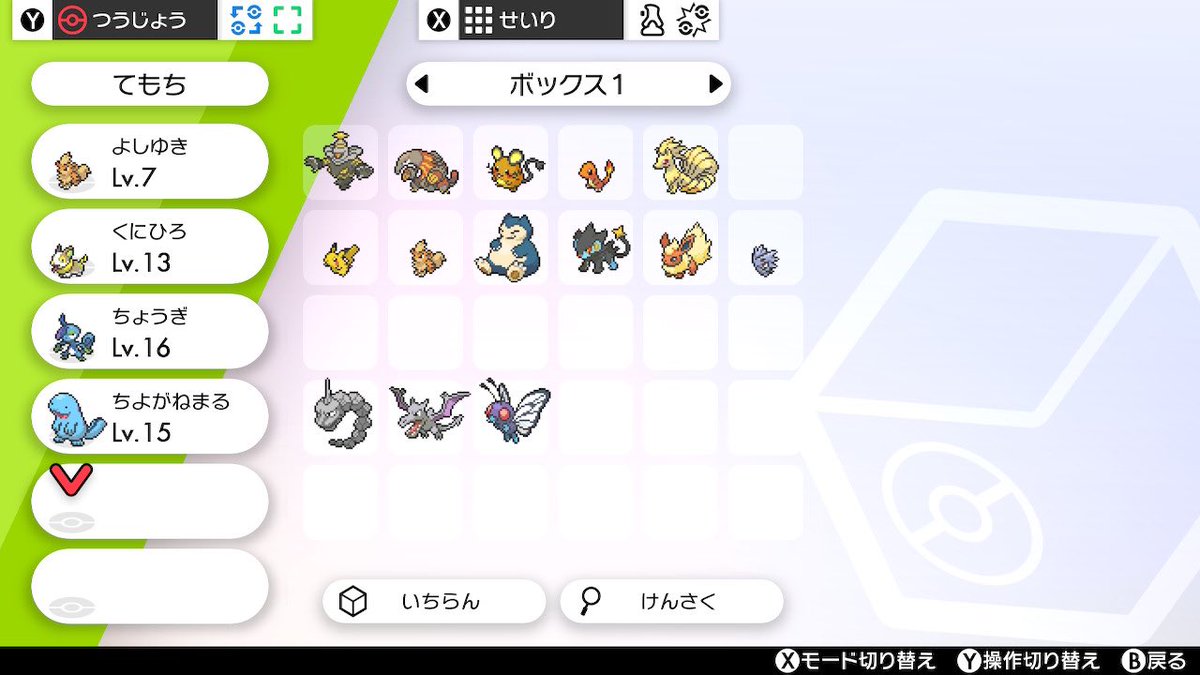 Y つうじょう
X せいり
てもち
ボックス1
よしゆき
Lv.7
くにひろ
Lv.13
ちょうぎ
Lv.16
ちよがねまる
Lv.15
いちらん
けんさく
Xモード切り替え Y操作切り替え B戻る